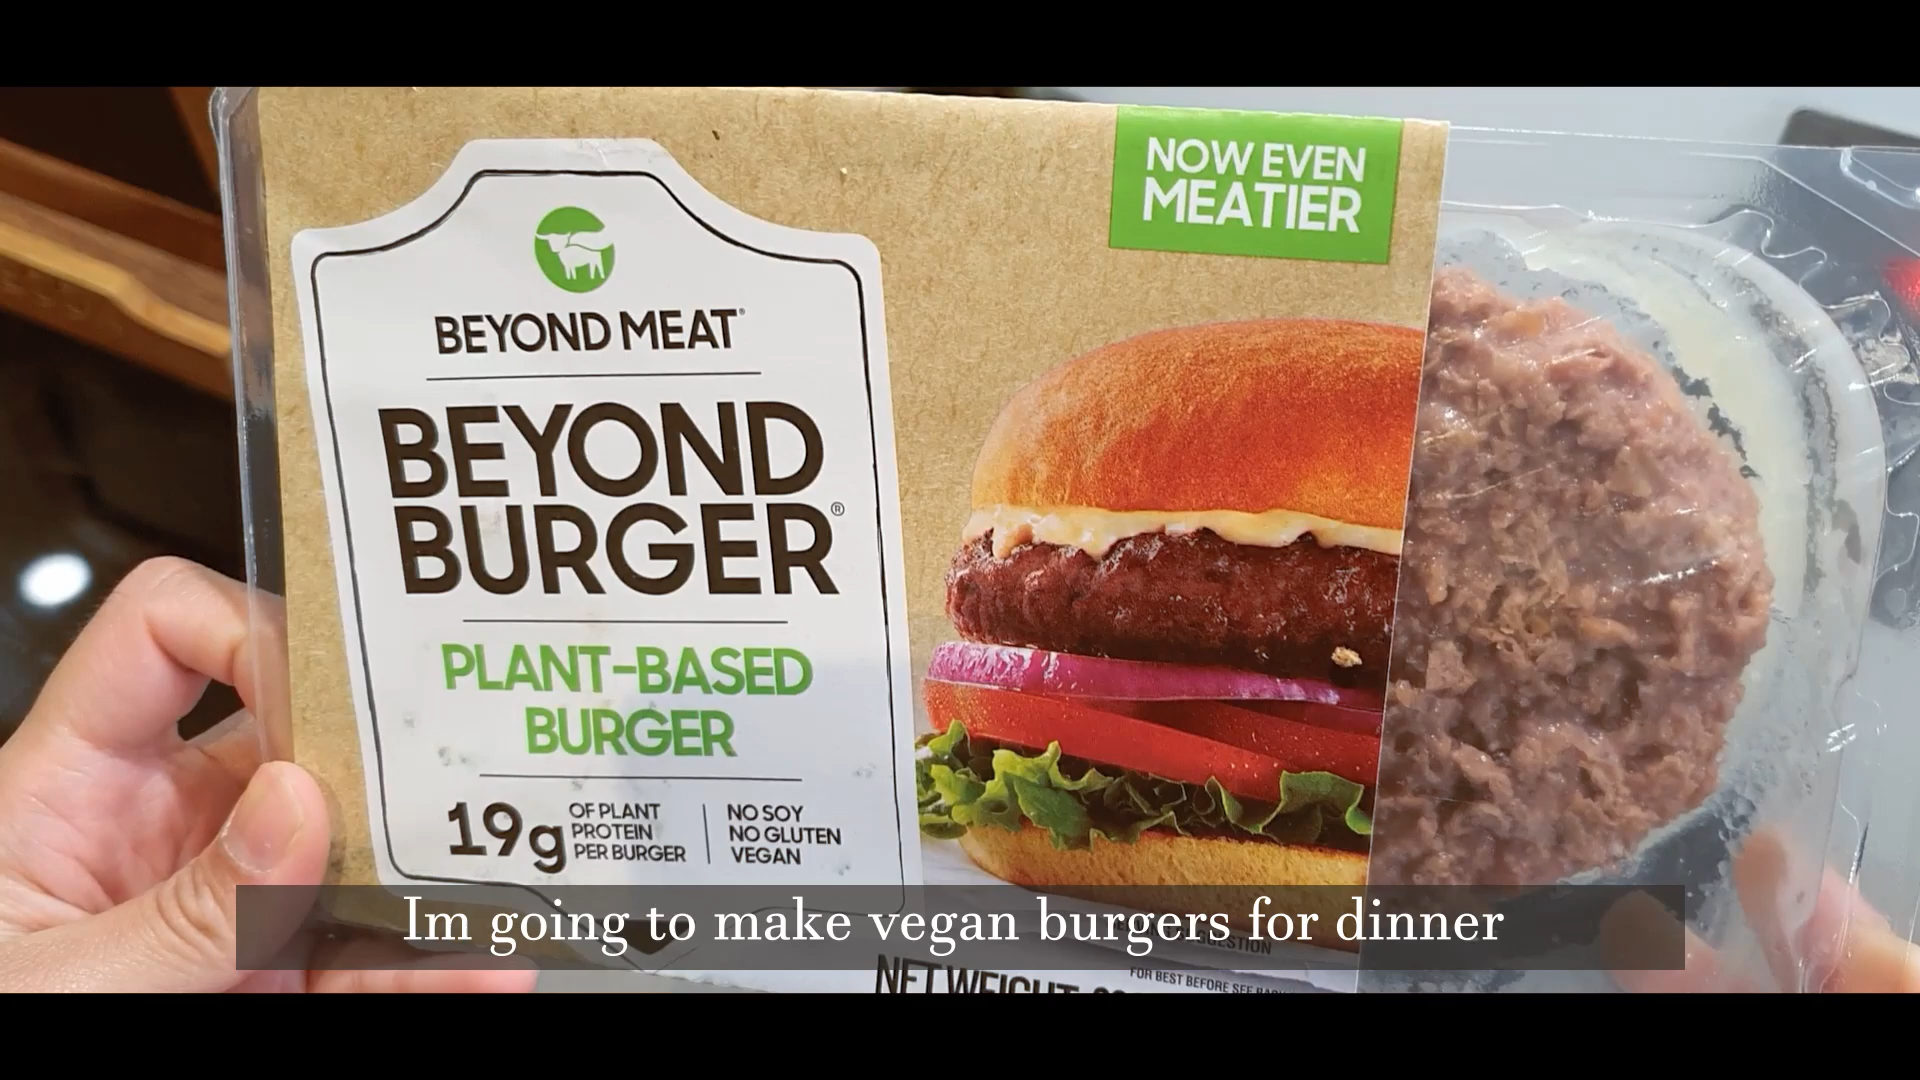 NOW EVEN
MEATIER
BEYOND MEAT®
BEYOND
BURGER®
PLANT-BASED
BURGER
19g
OF PLANT
PROTEIN
PER BURGER
NO SOY
NO GLUTEN
VEGAN
Im going to make vegan burgers for dinner
NET WEIGHT:
FOR BEST BEFORE SEE